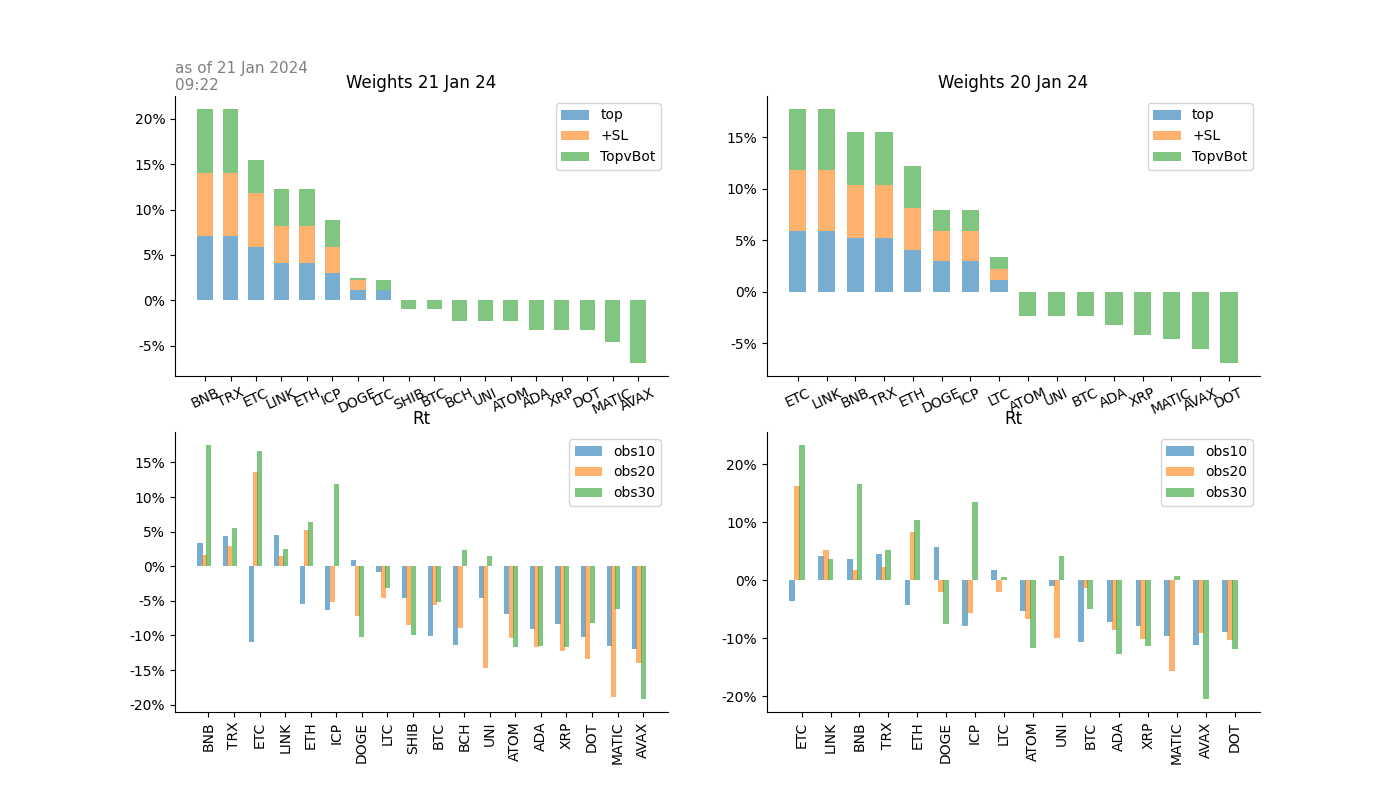 as of 21 Jan 2024
09:22
Weights 21 Jan 24
top
+SL
TopvBot
20%
15%
10%
5%
0%
-5%
BNB TRX ETC LINK ETH ICP DOGE LTC SHIB BTC BCH UNI ATOM ADA XRP DOT MATIC AVAX
Weights 20 Jan 24
top
+SL
TopvBot
15%
10%
5%
0%
-5%
ETC LINK BNB TRX ETH DOGE ICP LTC ATOM UNI BTC ADA XRP MATIC AVAX DOT
Rt
obs10
obs20
obs30
15%
10%
5%
0%
-5%
-10%
-15%
-20%
BNB TRX ETC LINK ETH ICP DOGE LTC SHIB BTC BCH UNI ATOM ADA XRP DOT MATIC AVAX
Rt
obs10
obs20
obs30
20%
10%
0%
-10%
-20%
ETC LINK BNB TRX ETH DOGE ICP LTC ATOM UNI BTC ADA XRP MATIC AVAX DOT